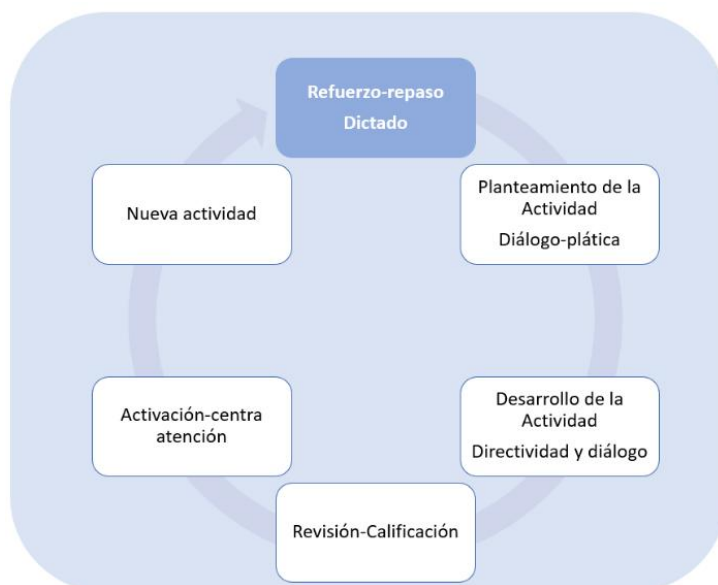 Refuerzo-repaso
Dictado
Planteamiento de la
Actividad
Diálogo-plática
Desarrollo de la
Actividad
Directividad y diálogo
Revisión-Calificación
Activación-centra
atención
Nueva actividad